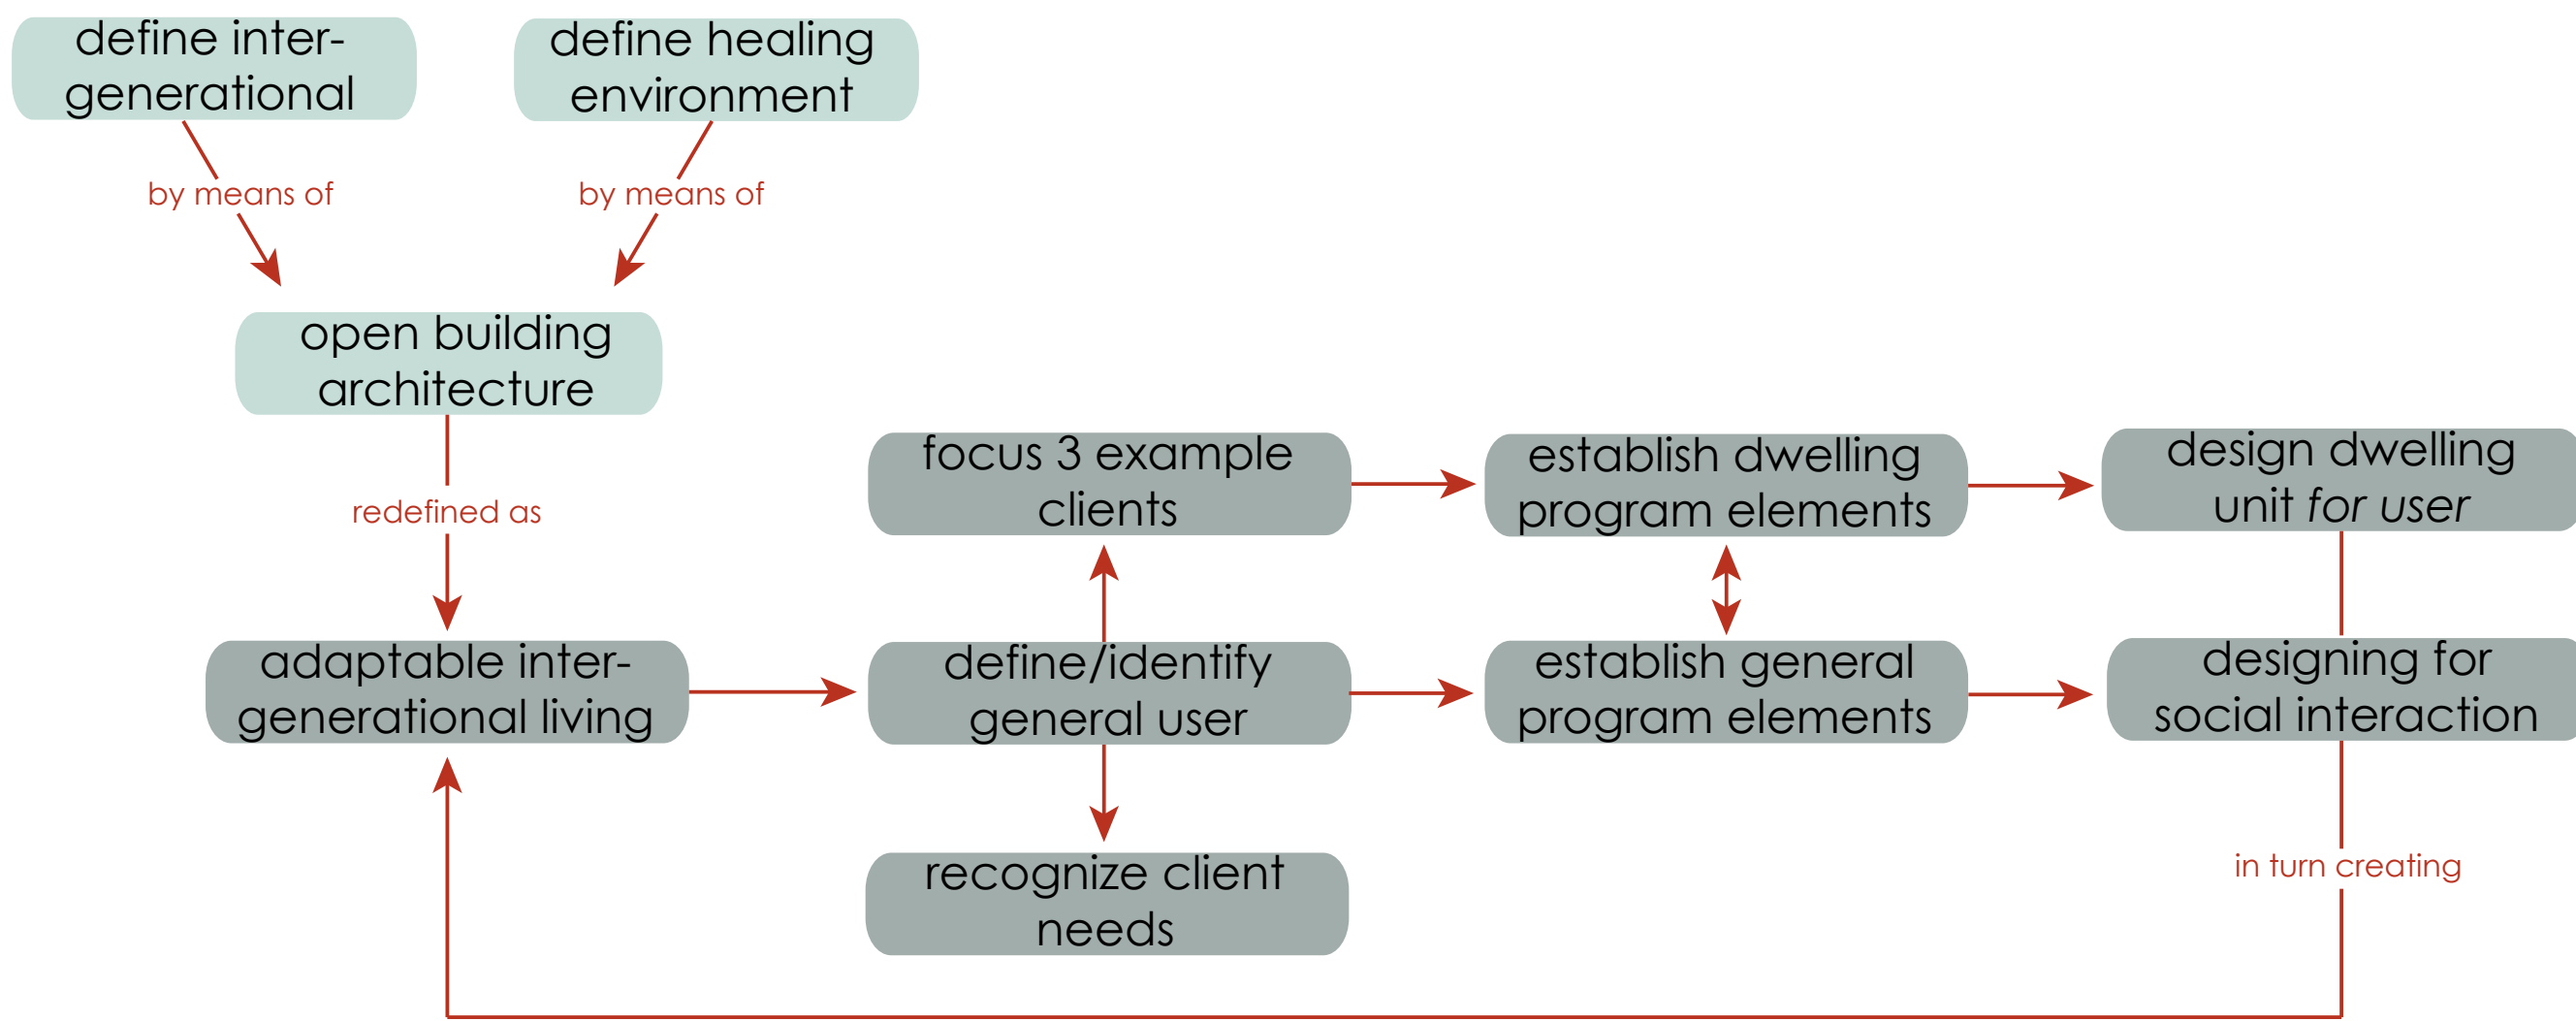 define inter-
generational
define healing
environment
by means of
by means of
open building
architecture
redefined as
focus 3 example
clients
establish dwelling
program elements
design dwelling
unit for user
adaptable inter-
generational living
define/identify
general user
establish general
program elements
designing for
social interaction
recognize client
needs
in turn creating